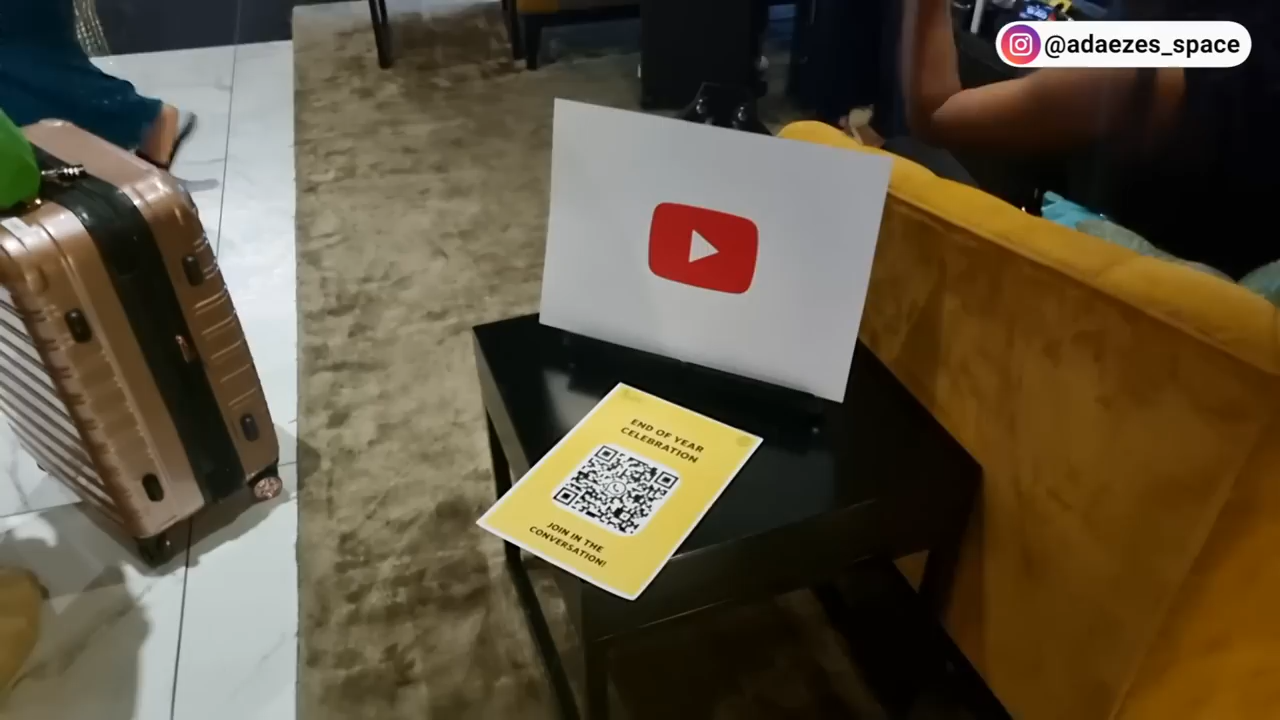 @adaezes_space
END OF YEAR
CELEBRATION
JOIN IN THE
CONVERSATION!